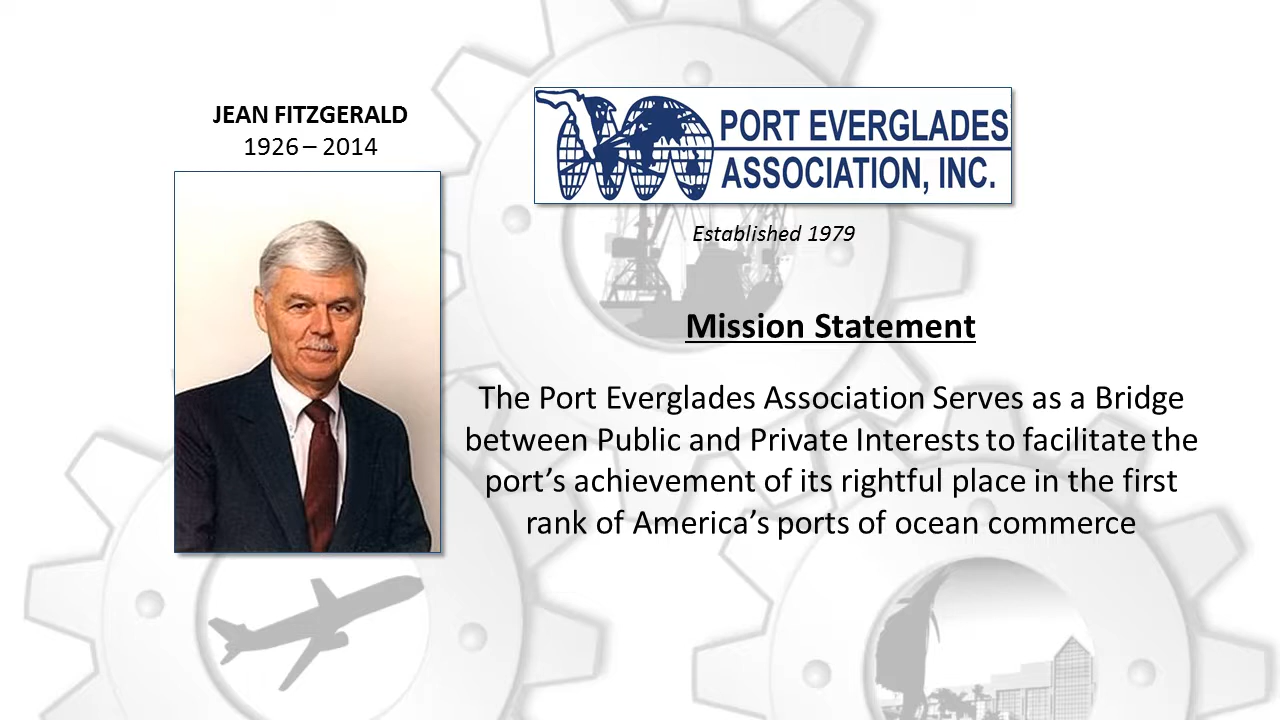 JEAN FITZGERALD
1926 – 2014
PORT EVERGLADES
ASSOCIATION, INC.
Established 1979
Mission Statement
The Port Everglades Association Serves as a Bridge
between Public and Private Interests to facilitate the
port’s achievement of its rightful place in the first
rank of America’s ports of ocean commerce